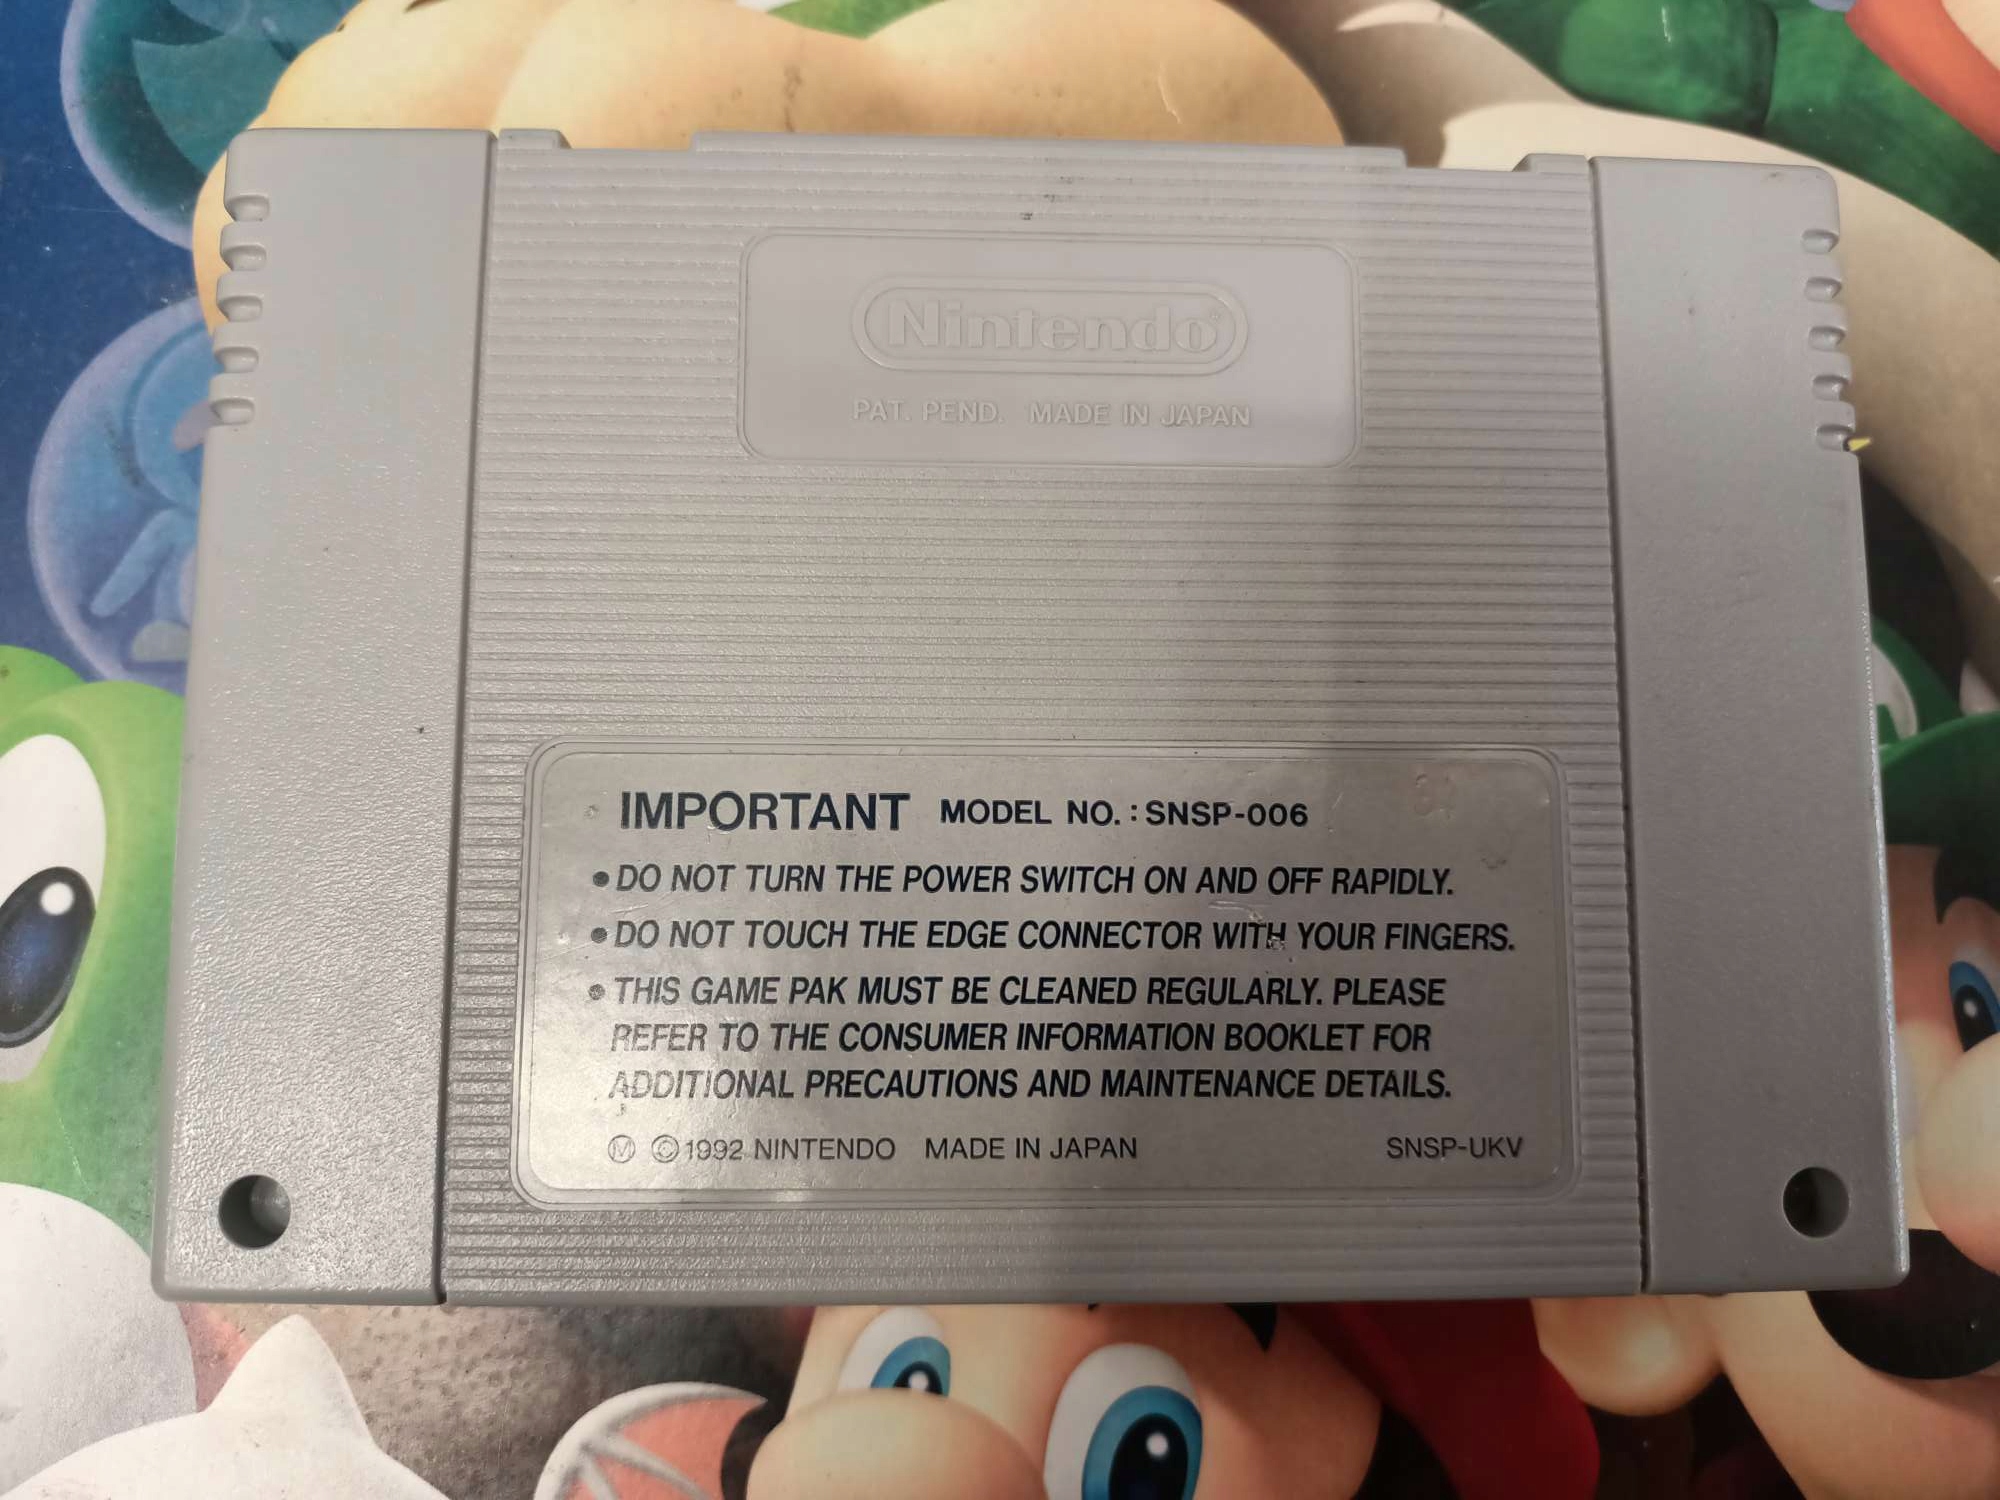 Nintendo®
PAT. PEND. MADE IN JAPAN
IMPORTANT MODEL NO.:SNSP-006
•DO NOT TURN THE POWER SWITCH ON AND OFF RAPIDLY.
•DO NOT TOUCH THE EDGE CONNECTOR WITH YOUR FINGERS.
•THIS GAME PAK MUST BE CLEANED REGULARLY. PLEASE
REFER TO THE CONSUMER INFORMATION BOOKLET FOR
ADDITIONAL PRECAUTIONS AND MAINTENANCE DETAILS.
Ⓜ ©1992 NINTENDO MADE IN JAPAN SNSP-UKV